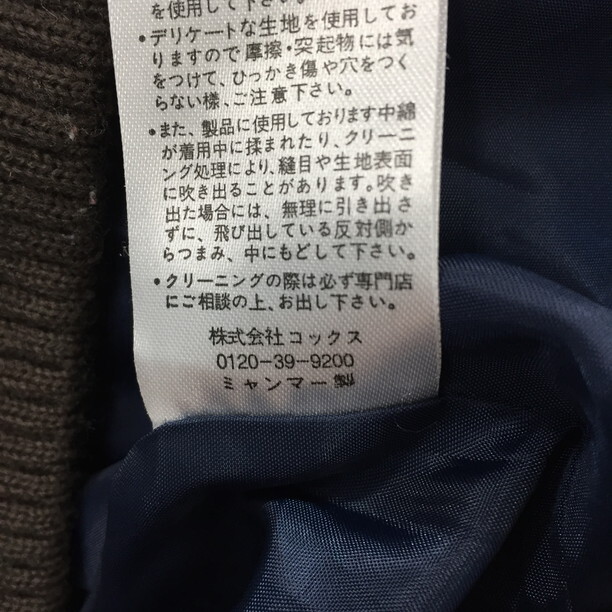 を使用して下さい。
•デリケートな生地を使用してお
りますので摩擦•突起物には気
をつけて、ひっかき傷や穴をつく
らない様、ご注意下さい。
•また、製品に使用しております中綿
が着用中に揉まれたり、クリーニ
ング処理により、縫目や生地表面
に吹き出ることがあります。吹き
出た場合には、無理に引き出さ
ずに、飛び出している反対側か
らつまみ、中にもどして下さい。
•クリーニングの際は必ず専門店
にご相談の上、お出し下さい。
株式会社コックス
0120-39-9200
ミャンマー製